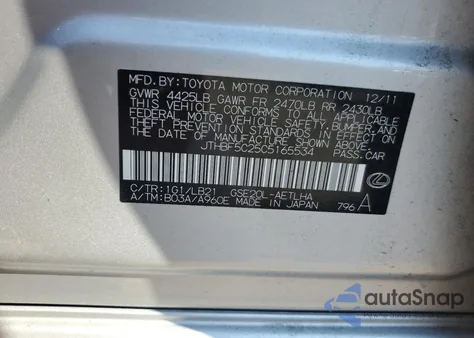 MFD.BY:TOYOTA MOTOR CORPORATION 12/11
GVWR 4425LB GAWR FR 2470LB RR 2430LB
THIS VEHICLE CONFORMS TO ALL APPLICABLE
FEDERAL MOTOR VEHICLE SAFETY, BUMPER, AND
THEFT PREVENTION STANDARDS IN EFFECT ON
THE DATE OF MANUFACTURE SHOWN ABOVE.
JTHBF5C25C5165534 PASS.CAR
C/TR:1G1/LB21 GSE20L-AETLHA
A/TM:B03A/A960E MADE IN JAPAN 796 A
autoSnap